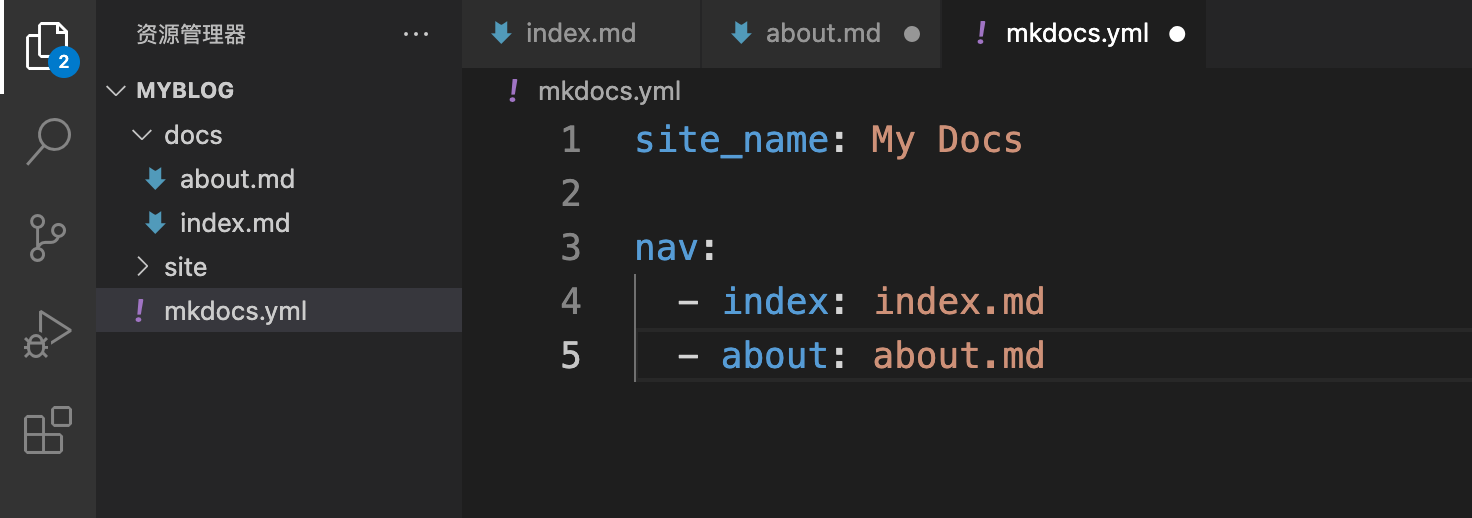 资源管理器 ...
2
MYBLOG
docs
about.md
index.md
site
! mkdocs.yml
index.md
about.md
! mkdocs.yml
! mkdocs.yml
1 site_name: My Docs
2
3 nav:
4 - index: index.md
5 - about: about.md